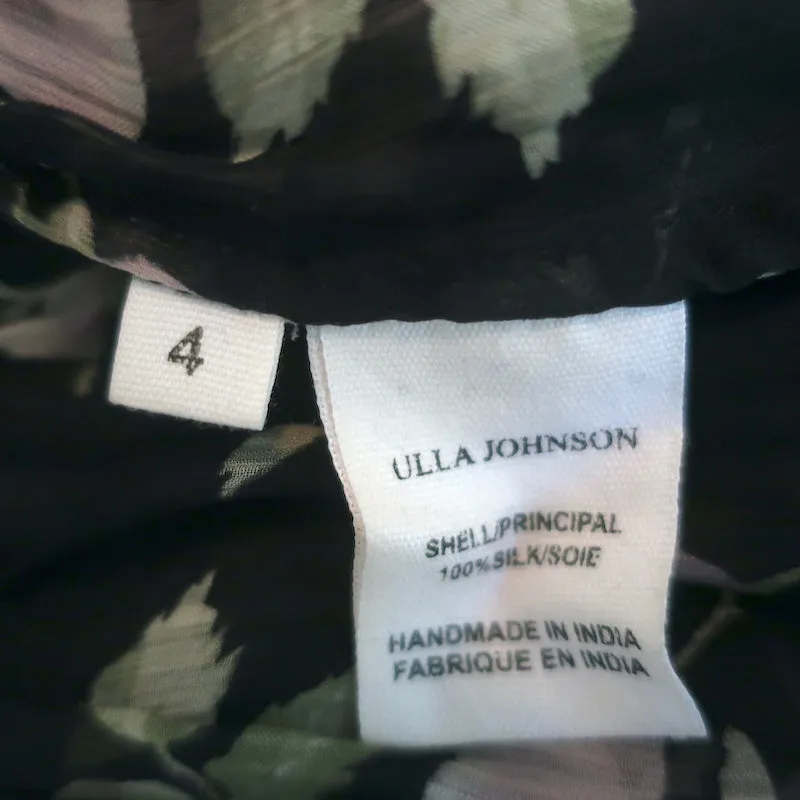 4
ULLA JOHNSON
SHELL/PRINCIPAL
100%SILK/SOIE
HANDMADE IN INDIA
FABRIQUE EN INDIA